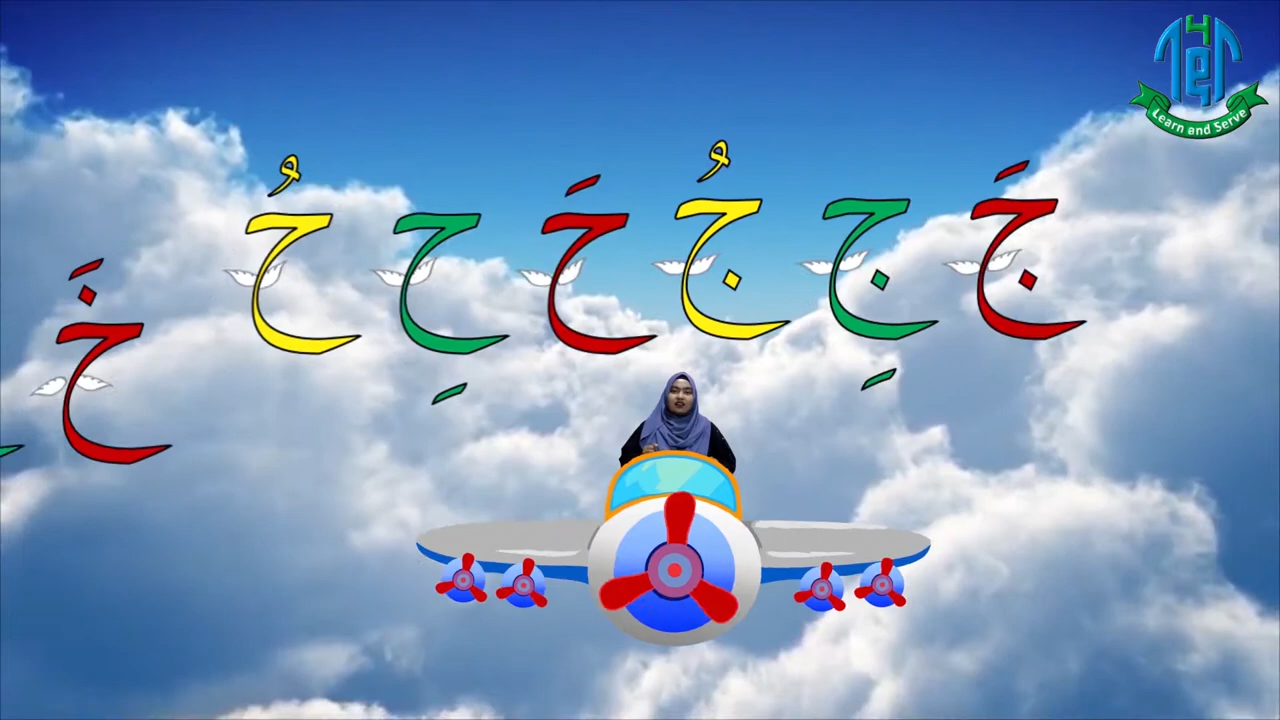 جَ جِ جُ حَ حِ حُ خَ
Learn and Serve